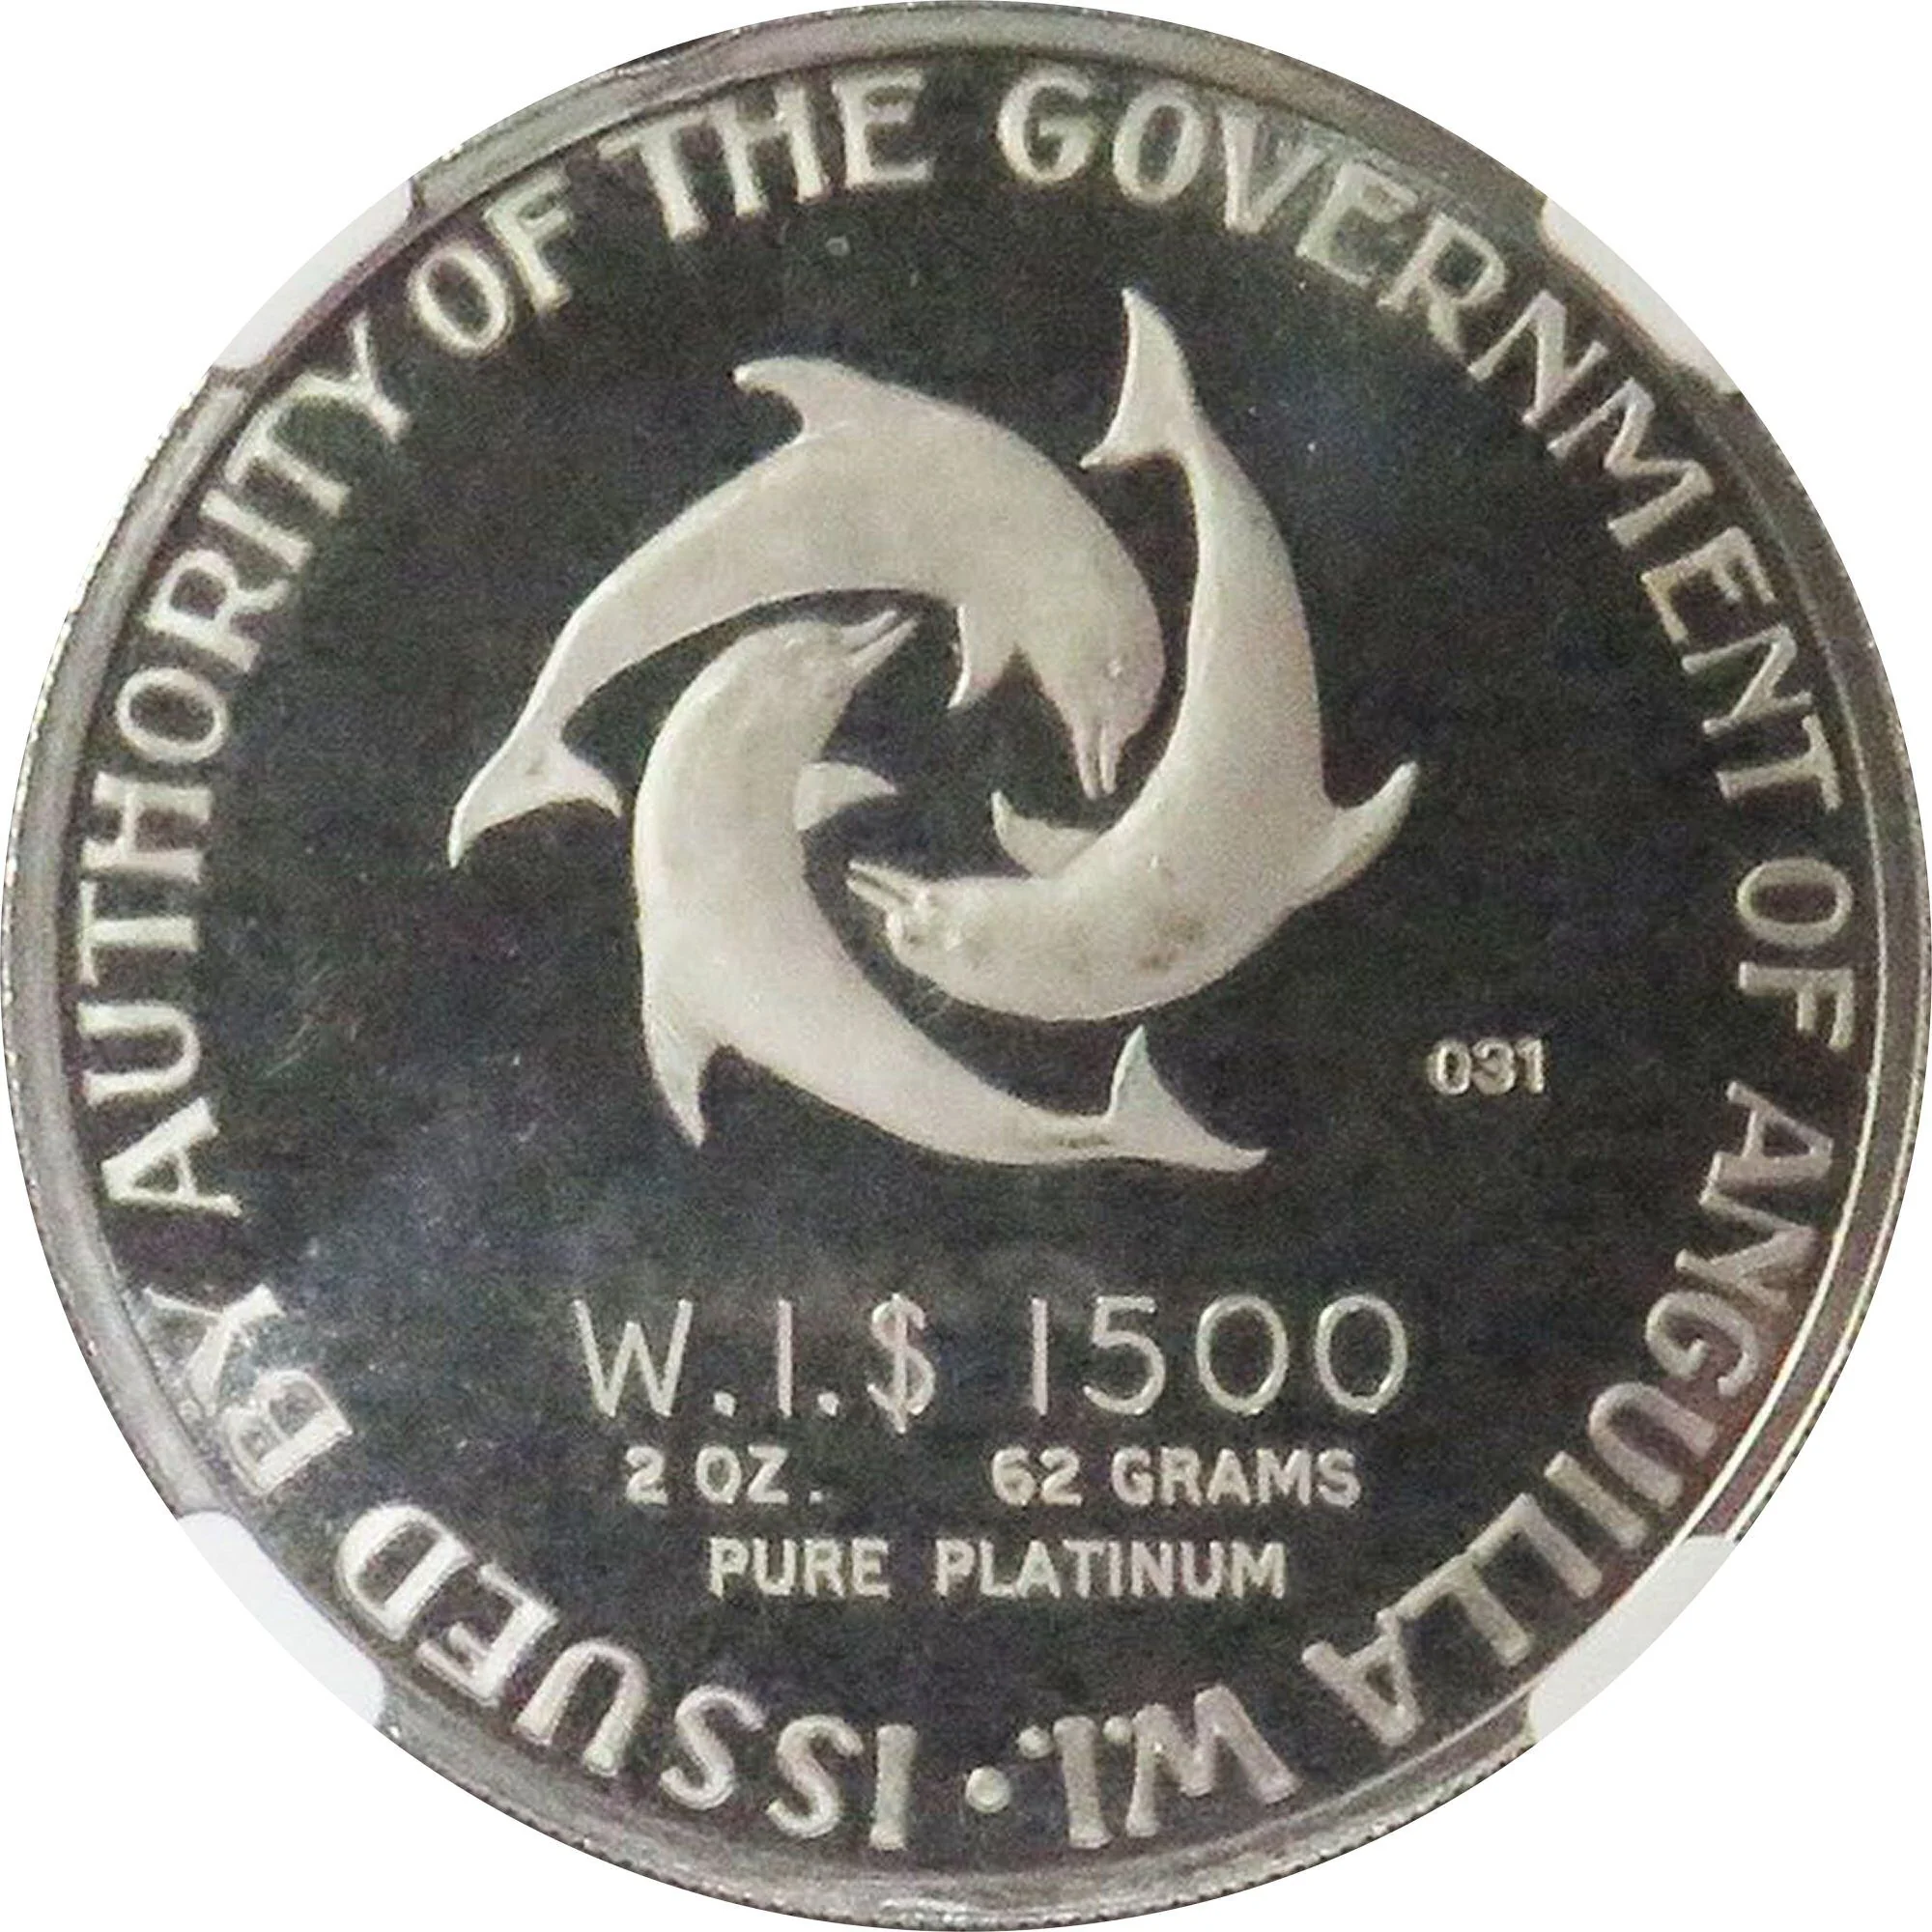 ISSUED BY AUTHORITY OF THE GOVERNMENT OF ANGUILLA W.I. •
031
W.I.$ 1500
2 OZ. 62 GRAMS
PURE PLATINUM